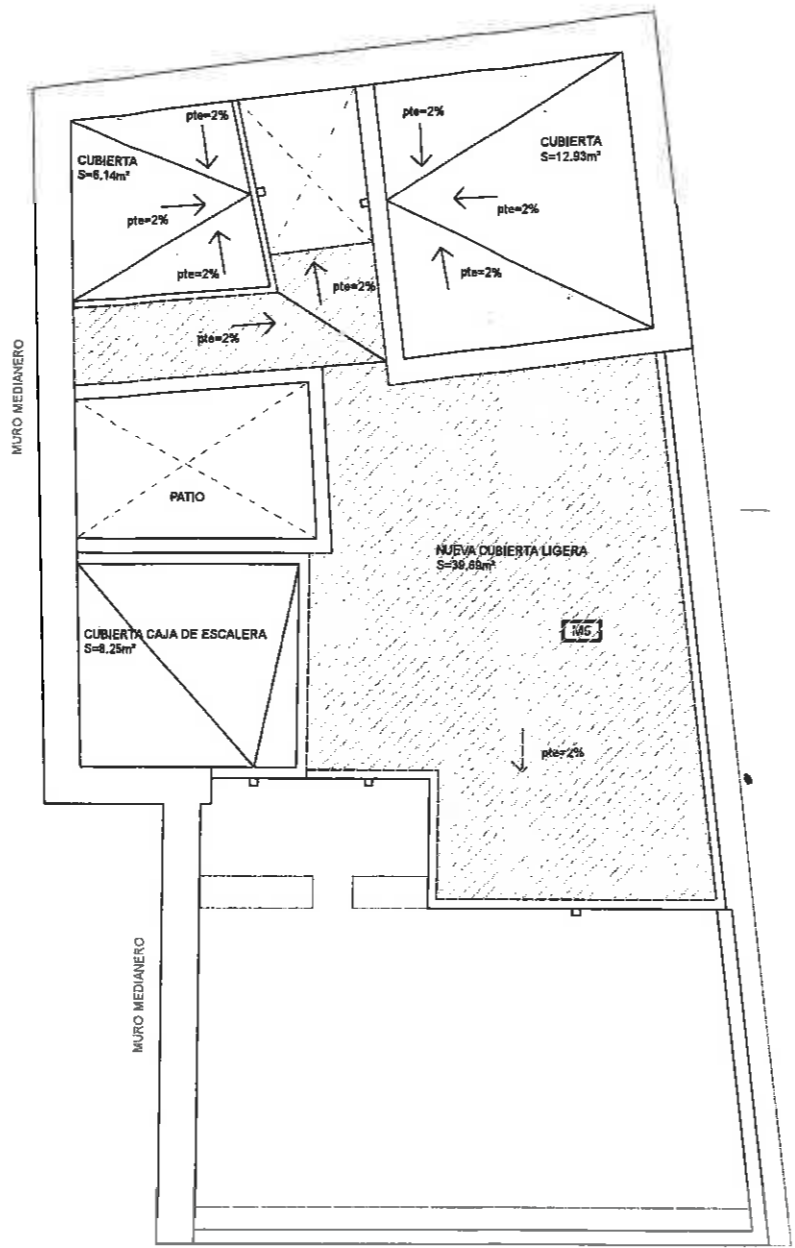 pte=2%
pte=2%
CUBIERTA
S=6,14m²
CUBIERTA
S=12.93m²
pte=2%
pte=2%
pte=2%
pte=2%
pte=2%
pte=2%
MURO MEDIANERO
PATIO
NUEVA CUBIERTA LIGERA
S=39,69m²
CUBIERTA CAJA DE ESCALERA
S=8.25m²
M5
pte=2%
MURO MEDIANERO